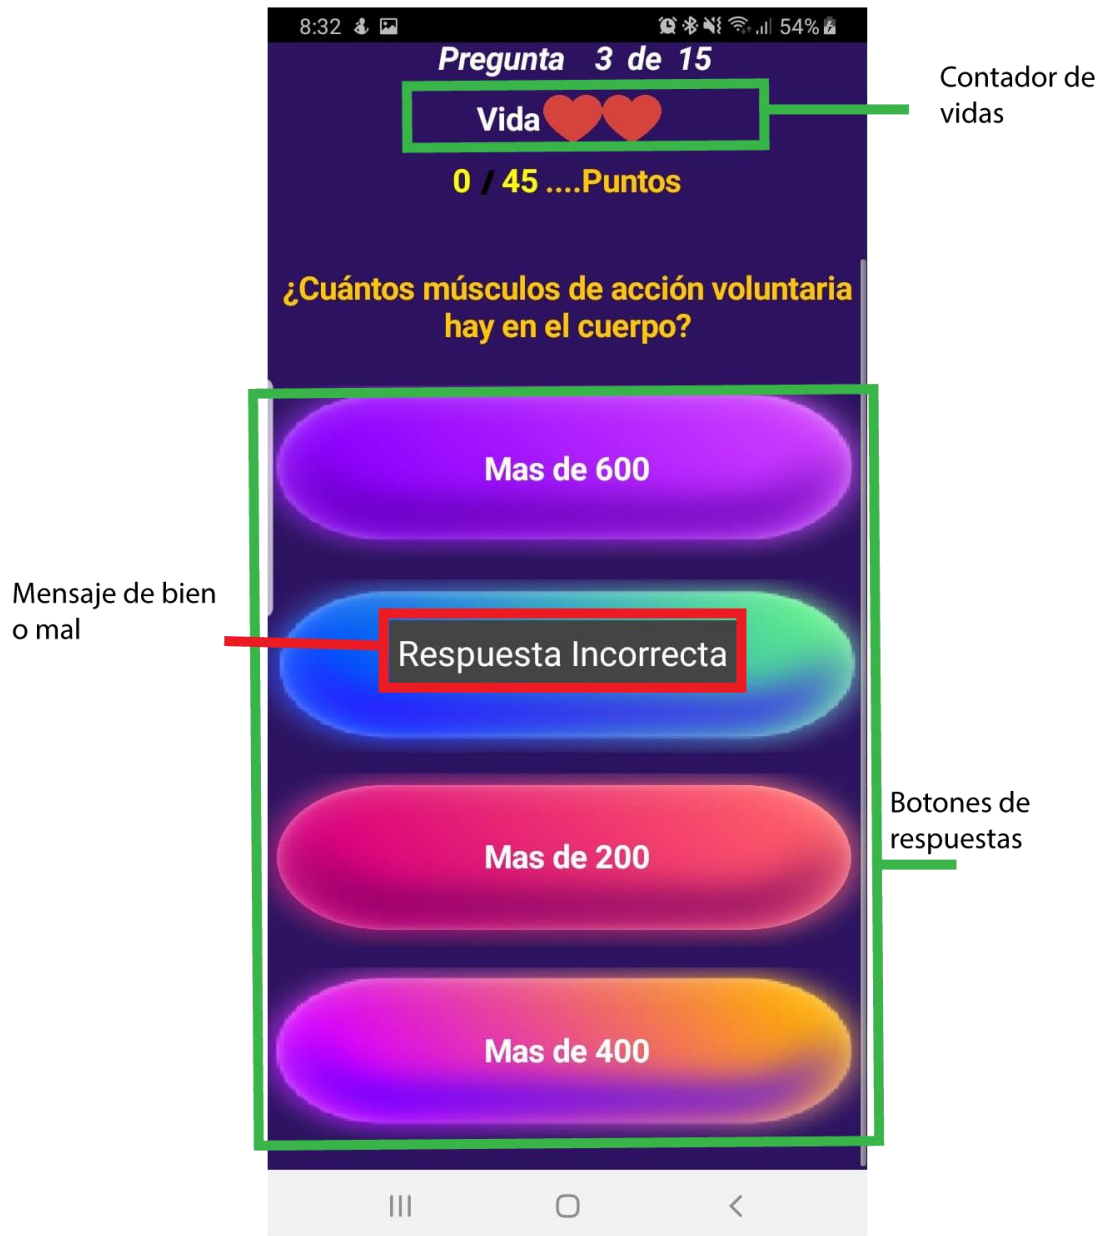 8:32
54%
Pregunta 3 de 15
Contador de
vidas
Vida
0 / 45 ....Puntos
¿Cuántos músculos de acción voluntaria
hay en el cuerpo?
Mas de 600
Mensaje de bien
o mal
Respuesta Incorrecta
Botones de
respuestas
Mas de 200
Mas de 400